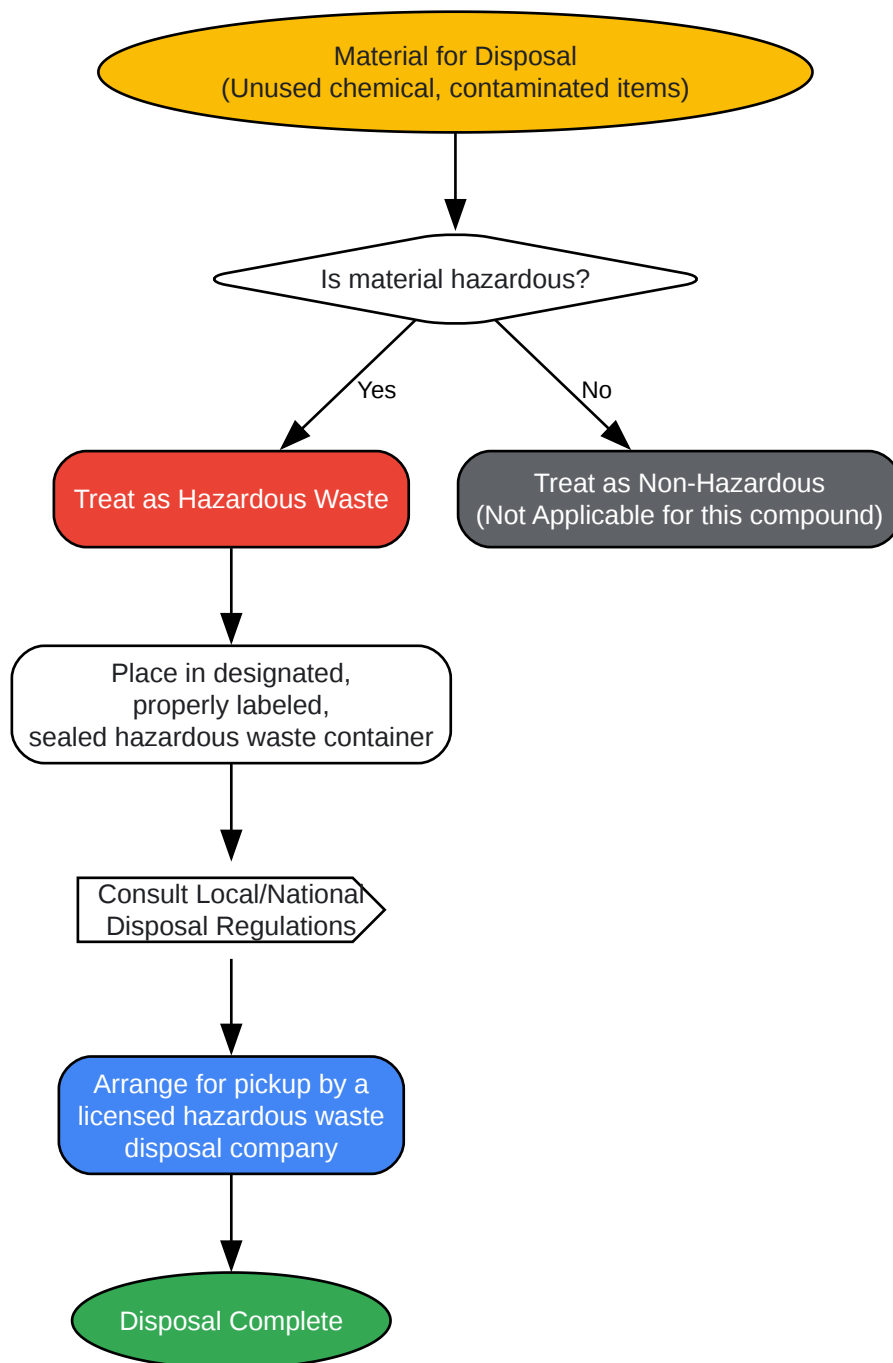 Material for Disposal
(Unused chemical, contaminated items)
Is material hazardous?
Yes
No
Treat as Hazardous Waste
Treat as Non-Hazardous
(Not Applicable for this compound)
Place in designated,
properly labeled,
sealed hazardous waste container
Consult Local/National
Disposal Regulations
Arrange for pickup by a
licensed hazardous waste
disposal company
Disposal Complete